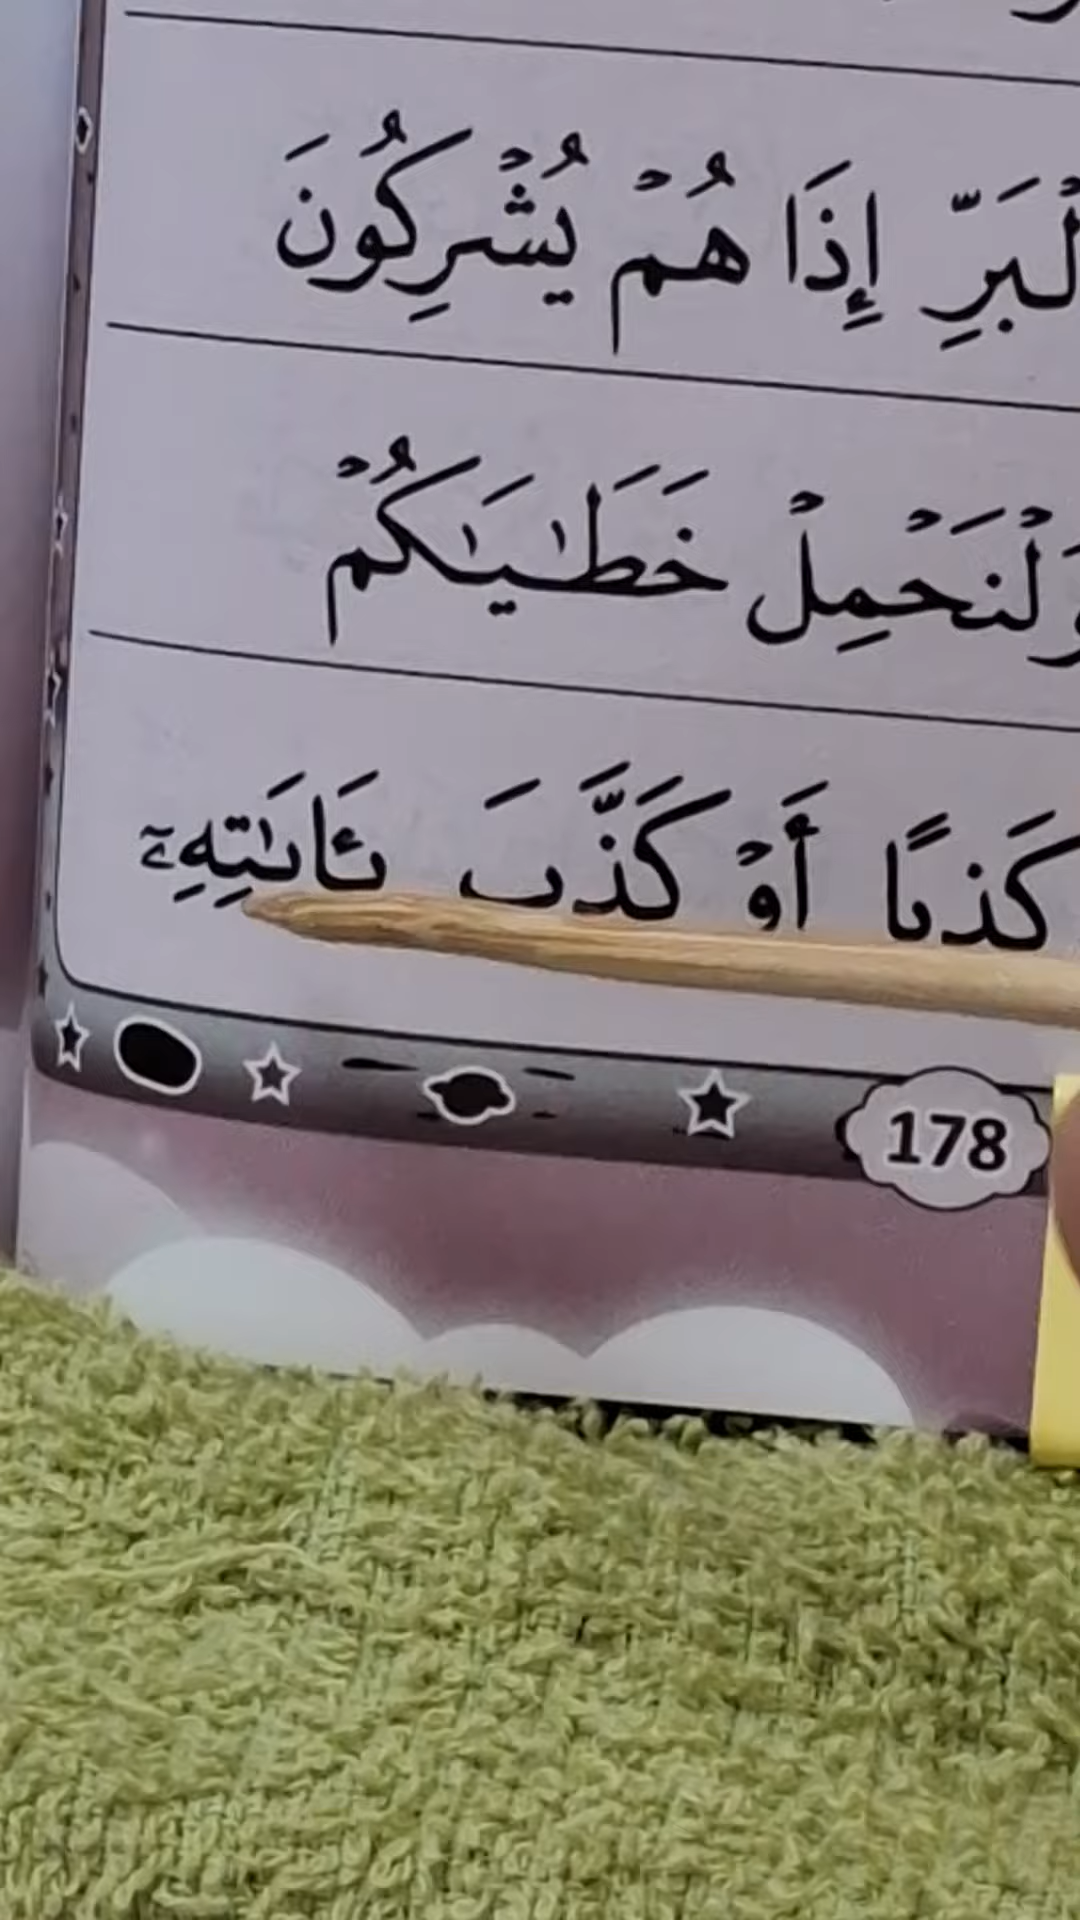 ٱلْبَرِّ إِذَا هُمْ يُشْرِكُونَ
وَلْنَحْمِلْ خَطَٰيَٰكُمْ
كَذِبًا أَوْ كَذَّبَ بِـَٔايَٰتِهِۦٓ
178